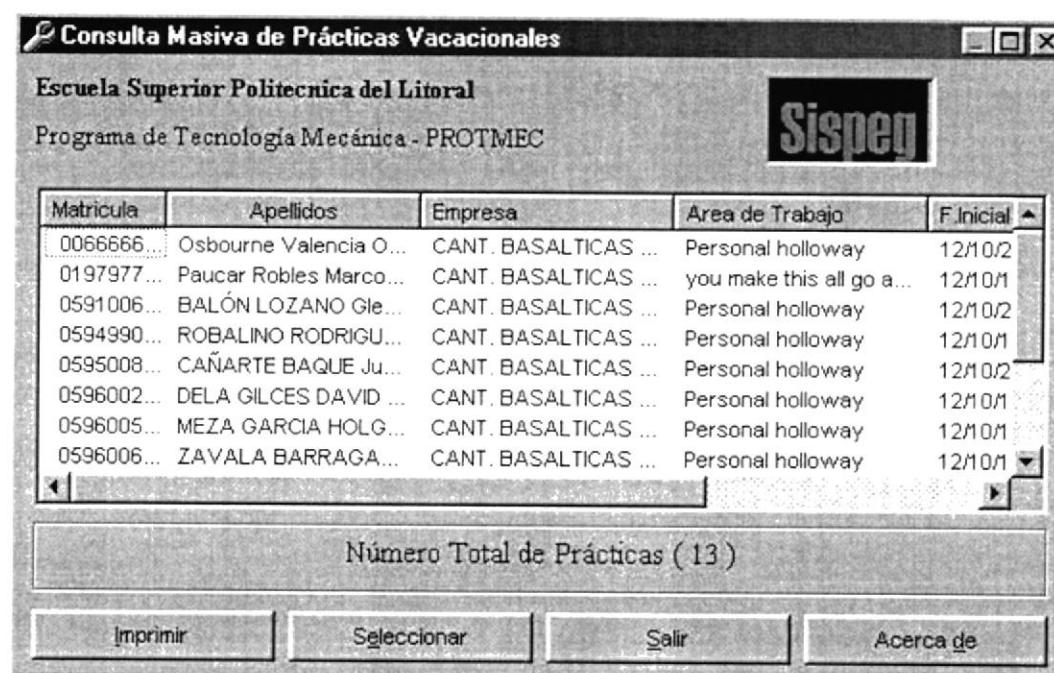 Consulta Masiva de Prácticas Vacacionales
Escuela Superior Politecnica del Litoral
Sispeg
Programa de Tecnología Mecánica - PROTMEC
Matricula Apellidos Empresa Area de Trabajo F.Inicial
0066666... Osbourne Valencia O... CANT. BASALTICAS ... Personal holloway 12/10/2
0197977... Paucar Robles Marco... CANT. BASALTICAS ... you make this all go a... 12/10/1
0591006... BALÓN LOZANO Gle... CANT. BASALTICAS ... Personal holloway 12/10/2
0594990... ROBALINO RODRIGU... CANT. BASALTICAS ... Personal holloway 12/10/1
0595008... CAÑARTE BAQUE Ju... CANT. BASALTICAS ... Personal holloway 12/10/2
0596002... DELA GILCES DAVID ... CANT. BASALTICAS ... Personal holloway 12/10/1
0596005... MEZA GARCIA HOLG... CANT. BASALTICAS ... Personal holloway 12/10/1
0596006... ZAVALA BARRAGA... CANT. BASALTICAS ... Personal holloway 12/10/1
Número Total de Prácticas ( 13 )
Imprimir Seleccionar Salir Acerca de